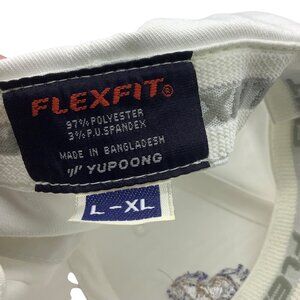 FLEXFIT®
97% POLYESTER
3% P.U. SPANDEX
MADE IN BANGLADESH
YUPOONG
L-XL